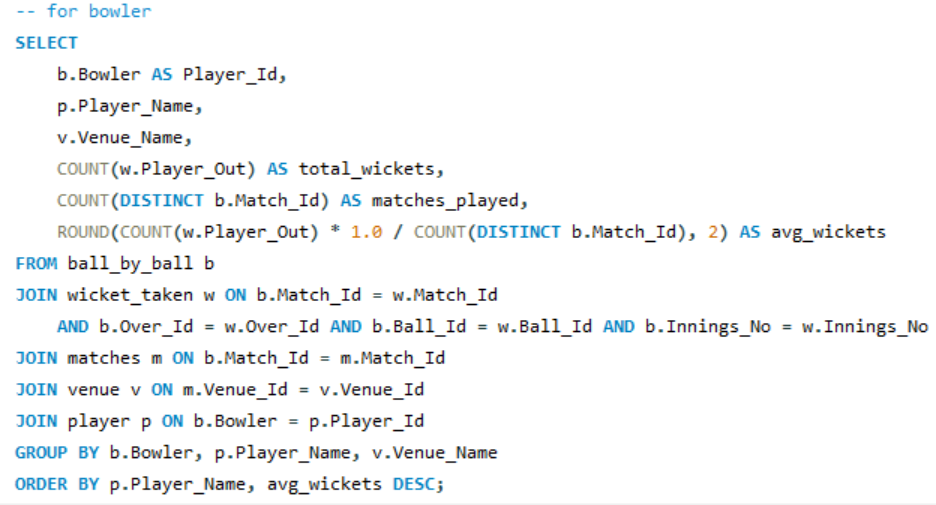 -- for bowler
SELECT
b.Bowler AS Player_Id,
p.Player_Name,
v.Venue_Name,
COUNT(w.Player_Out) AS total_wickets,
COUNT(DISTINCT b.Match_Id) AS matches_played,
ROUND(COUNT(w.Player_Out) * 1.0 / COUNT(DISTINCT b.Match_Id), 2) AS avg_wickets
FROM ball_by_ball b
JOIN wicket_taken w ON b.Match_Id = w.Match_Id
AND b.Over_Id = w.Over_Id AND b.Ball_Id = w.Ball_Id AND b.Innings_No = w.Innings_No
JOIN matches m ON b.Match_Id = m.Match_Id
JOIN venue v ON m.Venue_Id = v.Venue_Id
JOIN player p ON b.Bowler = p.Player_Id
GROUP BY b.Bowler, p.Player_Name, v.Venue_Name
ORDER BY p.Player_Name, avg_wickets DESC;